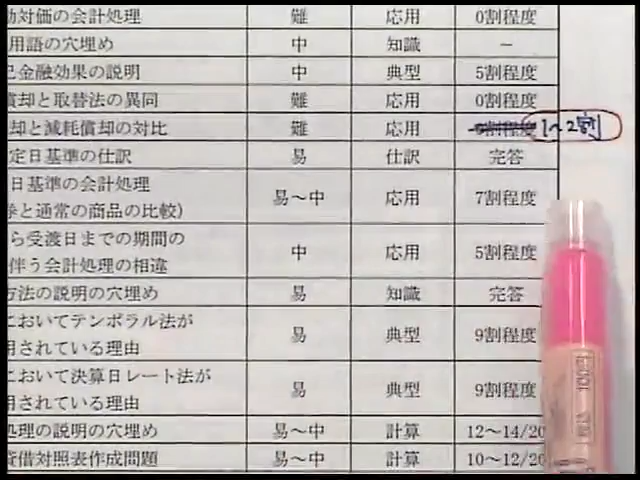 動対価の会計処理 難 応用 0割程度
用語の穴埋め 中 知識 －
己金融効果の説明 中 典型 5割程度
償却と取替法の異同 難 応用 0割程度
却と減耗償却の対比 難 応用 5割程度 1～2割
定日基準の仕訳 易 仕訳 完答
日基準の会計処理
券と通常の商品の比較) 易～中 応用 7割程度
ら受渡日までの期間の
伴う会計処理の相違 中 応用 5割程度
方法の説明の穴埋め 易 知識 完答
においてテンポラル法が
用されている理由 易 典型 9割程度
において決算日レート法が
用されている理由 易 典型 9割程度
処理の説明の穴埋め 易～中 計算 12～14/20
貸借対照表作成問題 易～中 計算 10～12/20